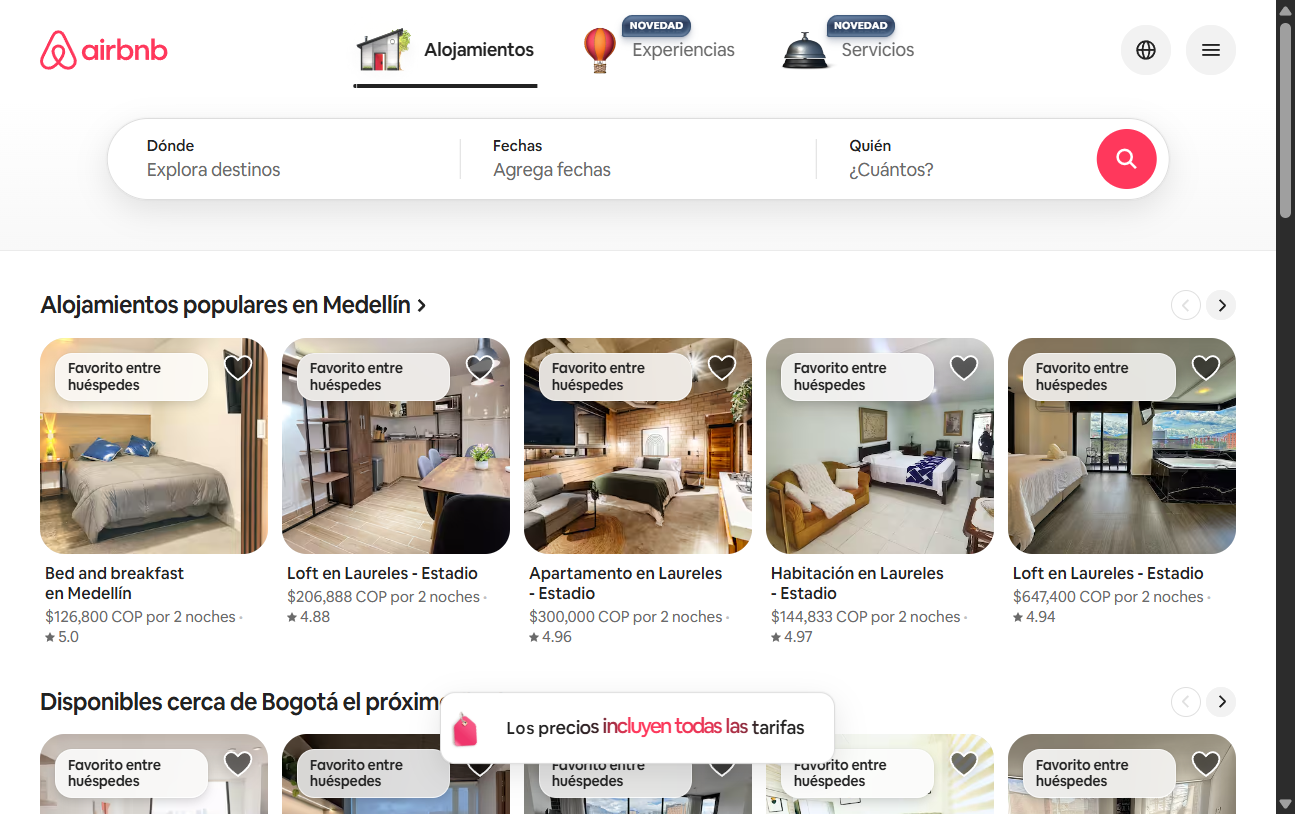 airbnb
Alojamientos
NOVEDAD
Experiencias
NOVEDAD
Servicios
Dónde
Explora destinos
Fechas
Agrega fechas
Quién
¿Cuántos?
Alojamientos populares en Medellín
Favorito entre
huéspedes
Favorito entre
huéspedes
Favorito entre
huéspedes
Favorito entre
huéspedes
Favorito entre
huéspedes
Bed and breakfast
en Medellín
$126,800 COP por 2 noches ·
★ 5.0
Loft en Laureles - Estadio
$206,888 COP por 2 noches ·
★ 4.88
Apartamento en Laureles
- Estadio
$300,000 COP por 2 noches ·
★ 4.96
Habitación en Laureles
- Estadio
$144,833 COP por 2 noches ·
★ 4.97
Loft en Laureles - Estadio
$647,400 COP por 2 noches ·
★ 4.94
Disponibles cerca de Bogotá el
Los precios incluyen todas las tarifas
Favorito entre
huéspedes
Favorito entre
huéspedes
Favorito entre
huéspedes
Favorito entre
huéspedes
Favorito entre
huéspedes